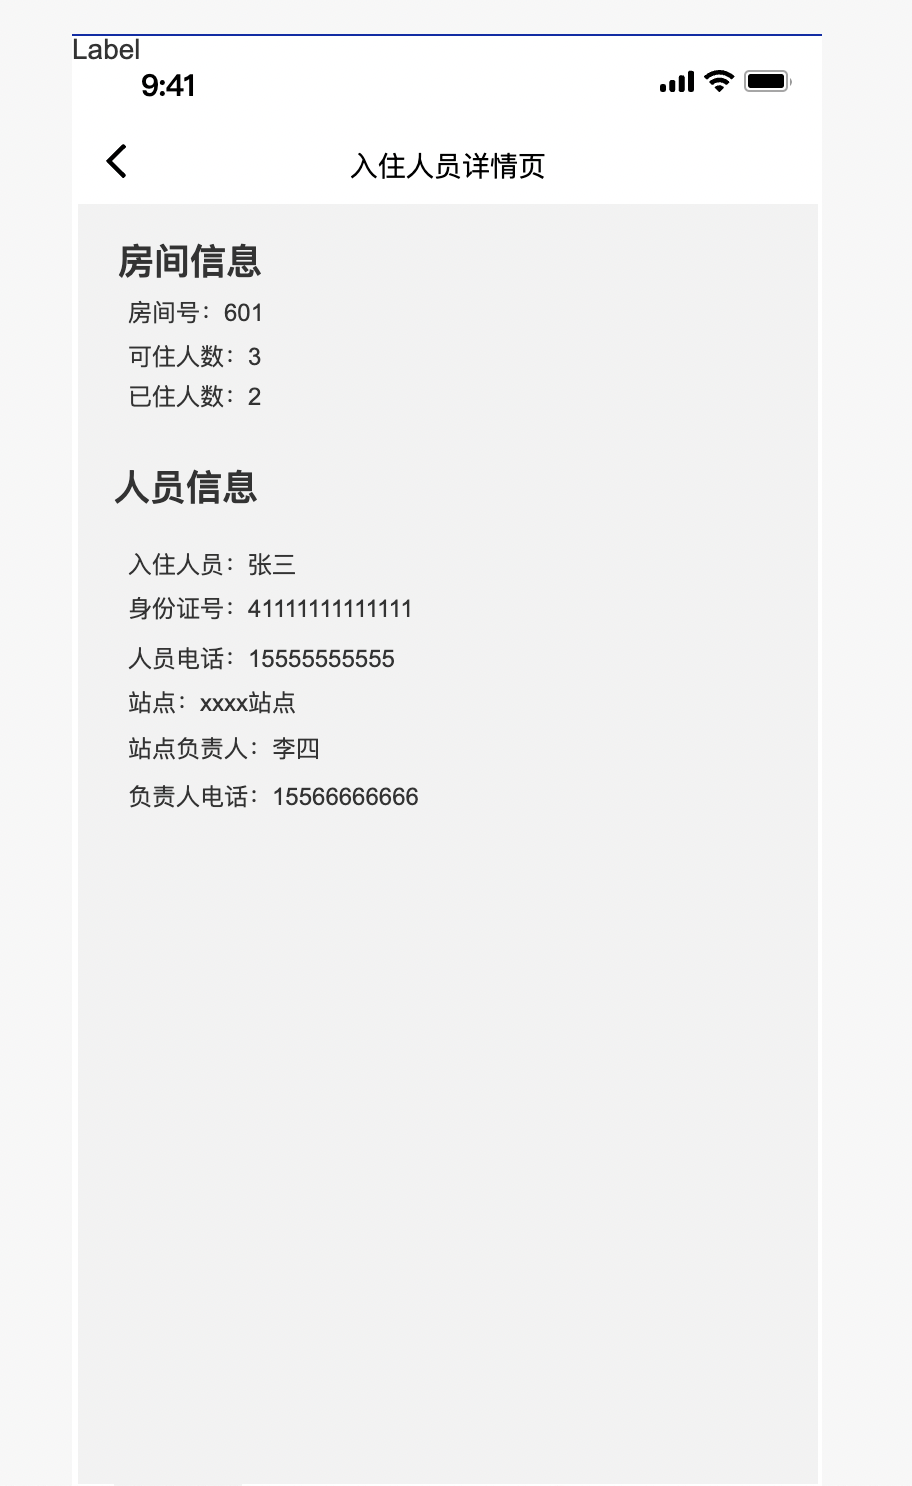 Label
9:41
入住人员详情页
房间信息
房间号：601
可住人数：3
已住人数：2
人员信息
入住人员：张三
身份证号：41111111111111
人员电话：15555555555
站点：xxxx站点
站点负责人：李四
负责人电话：15566666666